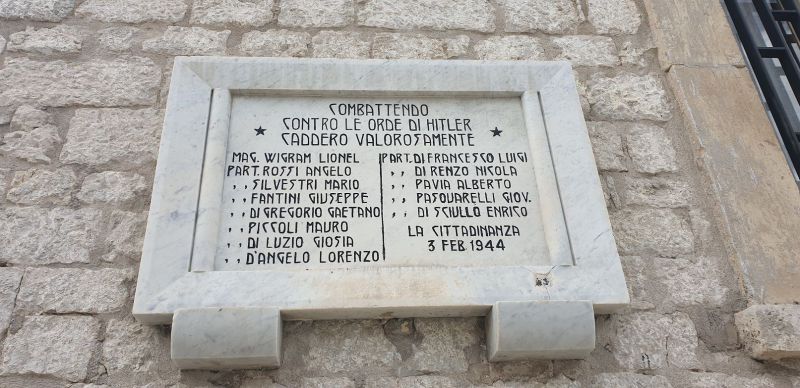 COMBATTENDO
CONTRO LE ORDE DI HITLER
CADDERO VALOROSAMENTE
MAG. WIGRAM LIONEL
PART. ROSSI ANGELO
,, SILVESTRI MARIO
,, FANTINI GIUSEPPE
,, DI GREGORIO GAETANO
,, PICCOLI MAURO
,, DI LUZIO GIOSIA
,, D'ANGELO LORENZO
PART. DI FRANCESCO LUIGI
,, DI RENZO NICOLA
,, PAVIA ALBERTO
,, PASQUARELLI GIOV.
,, DI SCIULLO ENRICO
LA CITTADINANZA
3 FEB. 1944